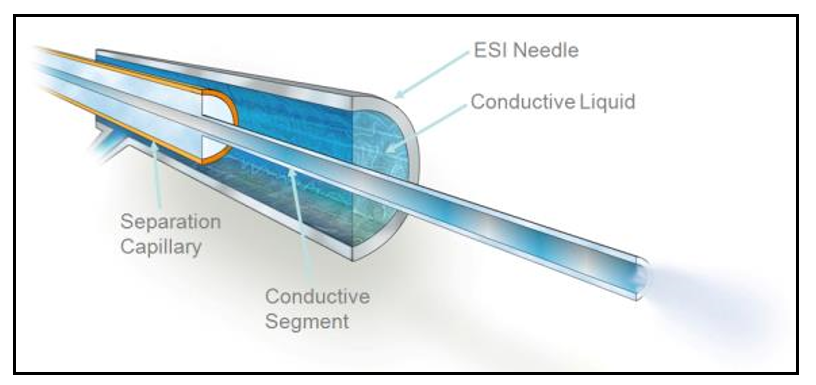 ESI Needle
Conductive Liquid
Separation
Capillary
Conductive
Segment